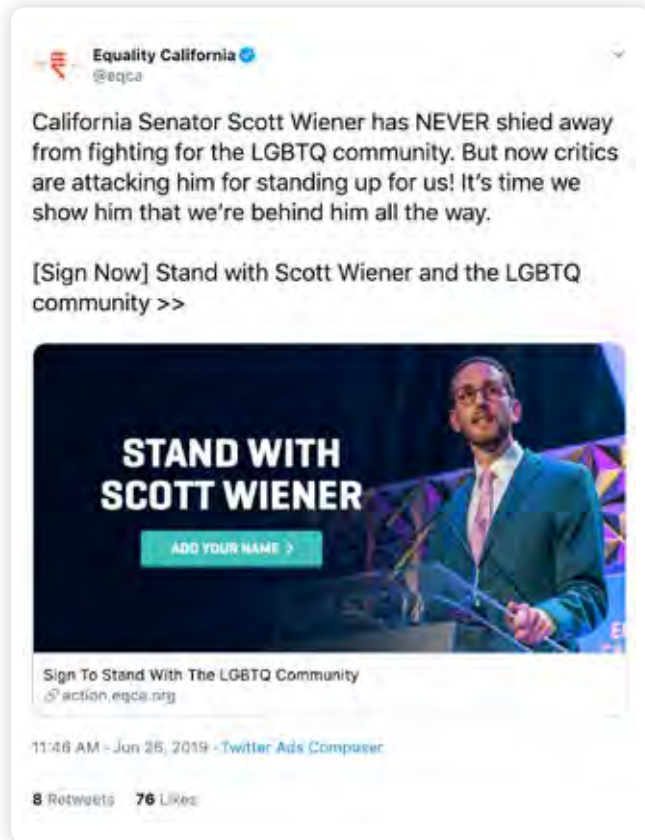 Equality California
@eqca
California Senator Scott Wiener has NEVER shied away
from fighting for the LGBTQ community. But now critics
are attacking him for standing up for us! It's time we
show him that we're behind him all the way.
[Sign Now] Stand with Scott Wiener and the LGBTQ
community >>
STAND WITH
SCOTT WIENER
ADD YOUR NAME >
Sign To Stand With The LGBTQ Community
action.eqca.org
11:46 AM - Jun 26, 2019 - Twitter Ads Composer
8 Retweets 76 Likes